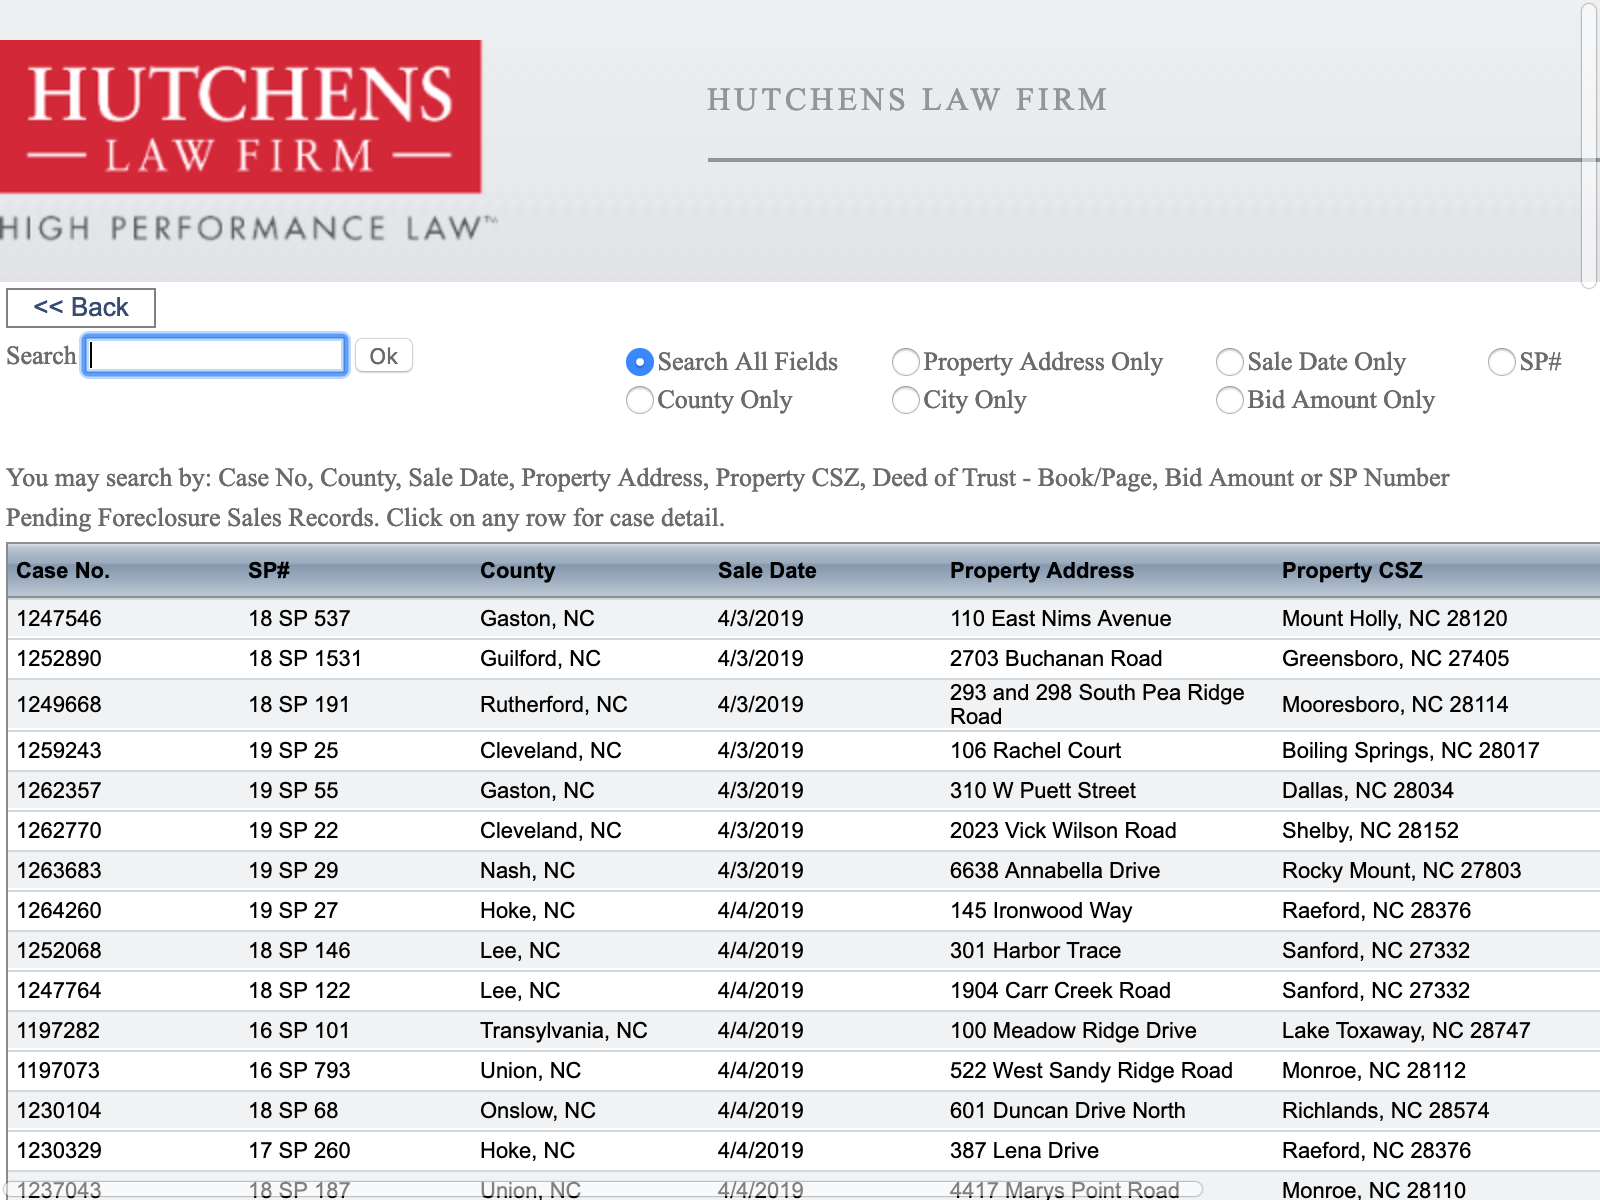 HUTCHENS
LAW FIRM
HIGH PERFORMANCE LAW™
HUTCHENS LAW FIRM
<< Back
Search Ok
Search All Fields Property Address Only Sale Date Only SP#
County Only City Only Bid Amount Only
You may search by: Case No, County, Sale Date, Property Address, Property CSZ, Deed of Trust - Book/Page, Bid Amount or SP Number
Pending Foreclosure Sales Records. Click on any row for case detail.
Case No. SP# County Sale Date Property Address Property CSZ
1247546 18 SP 537 Gaston, NC 4/3/2019 110 East Nims Avenue Mount Holly, NC 28120
1252890 18 SP 1531 Guilford, NC 4/3/2019 2703 Buchanan Road Greensboro, NC 27405
1249668 18 SP 191 Rutherford, NC 4/3/2019 293 and 298 South Pea Ridge Road Mooresboro, NC 28114
1259243 19 SP 25 Cleveland, NC 4/3/2019 106 Rachel Court Boiling Springs, NC 28017
1262357 19 SP 55 Gaston, NC 4/3/2019 310 W Puett Street Dallas, NC 28034
1262770 19 SP 22 Cleveland, NC 4/3/2019 2023 Vick Wilson Road Shelby, NC 28152
1263683 19 SP 29 Nash, NC 4/3/2019 6638 Annabella Drive Rocky Mount, NC 27803
1264260 19 SP 27 Hoke, NC 4/4/2019 145 Ironwood Way Raeford, NC 28376
1252068 18 SP 146 Lee, NC 4/4/2019 301 Harbor Trace Sanford, NC 27332
1247764 18 SP 122 Lee, NC 4/4/2019 1904 Carr Creek Road Sanford, NC 27332
1197282 16 SP 101 Transylvania, NC 4/4/2019 100 Meadow Ridge Drive Lake Toxaway, NC 28747
1197073 16 SP 793 Union, NC 4/4/2019 522 West Sandy Ridge Road Monroe, NC 28112
1230104 18 SP 68 Onslow, NC 4/4/2019 601 Duncan Drive North Richlands, NC 28574
1230329 17 SP 260 Hoke, NC 4/4/2019 387 Lena Drive Raeford, NC 28376
1237043 18 SP 187 Union, NC 4/4/2019 4417 Marys Point Road Monroe, NC 28110